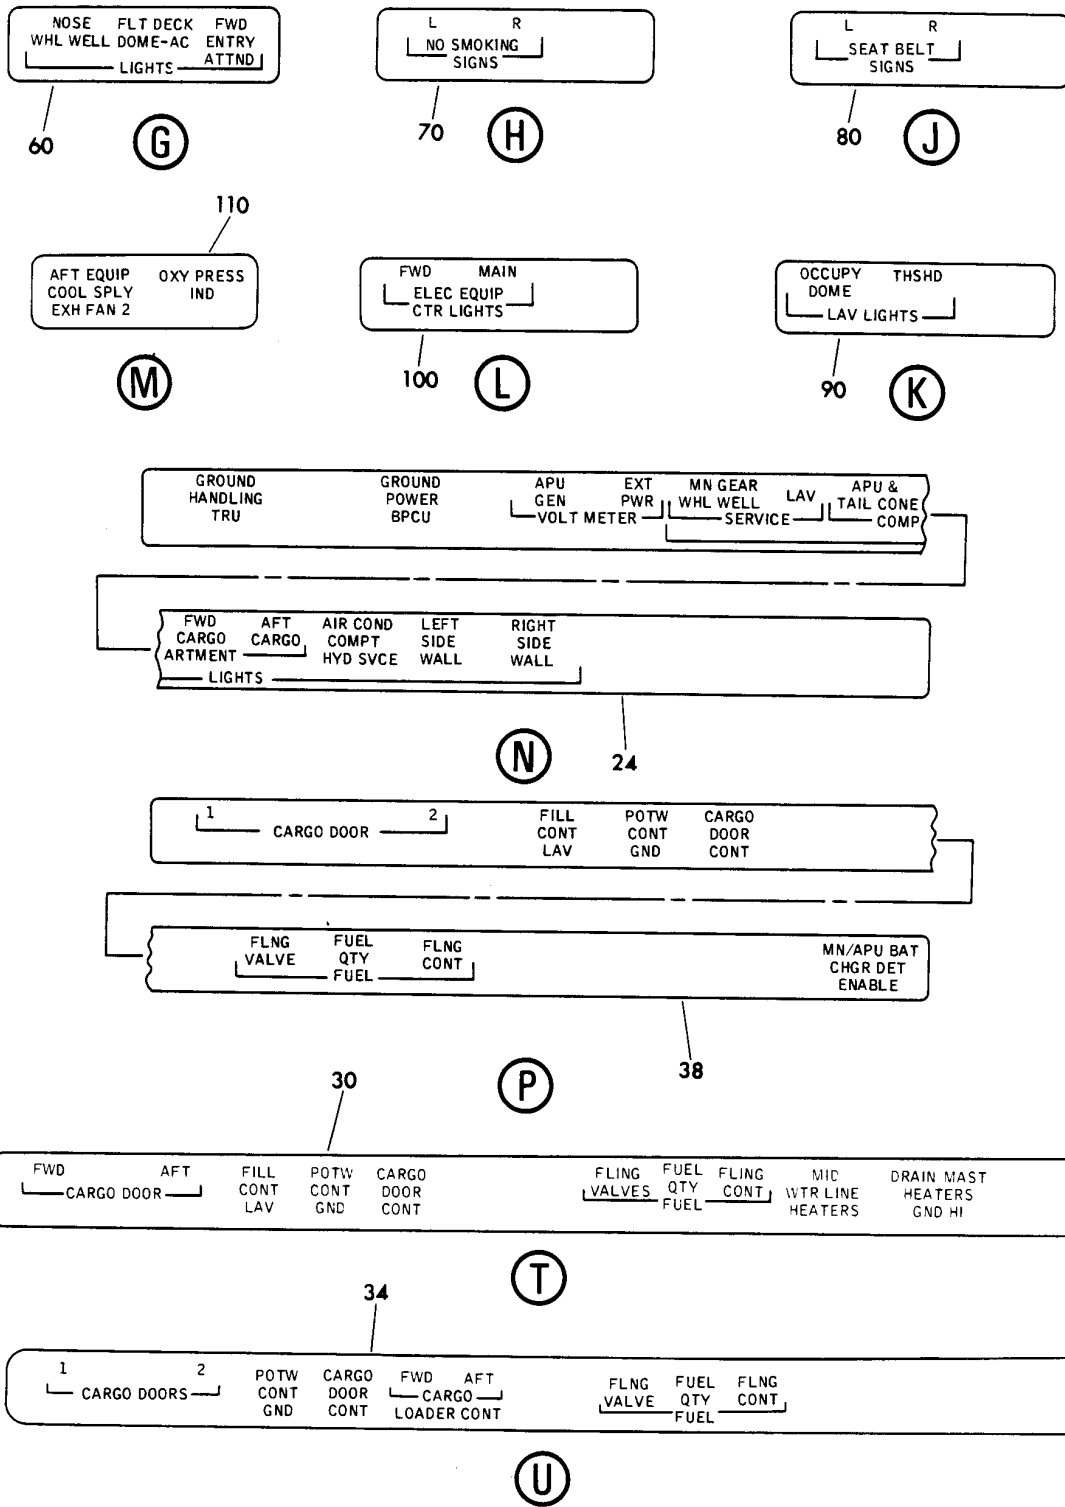 NOSE FLT DECK FWD
WHL WELL DOME-AC ENTRY
ATTND
LIGHTS
60
G
L R
NO SMOKING
SIGNS
70
H
L R
SEAT BELT
SIGNS
80
J
110
AFT EQUIP OXY PRESS
COOL SPLY IND
EXH FAN 2
M
FWD MAIN
ELEC EQUIP
CTR LIGHTS
100
L
OCCUPY THSHD
DOME
LAV LIGHTS
90
K
GROUND GROUND APU EXT MN GEAR LAV APU &
HANDLING POWER GEN PWR WHL WELL TAIL CONE
TRU BPCU VOLT METER SERVICE COMP
FWD AFT AIR COND LEFT RIGHT
CARGO CARGO COMPT SIDE SIDE
ARTMENT HYD SVCE WALL WALL
LIGHTS
24
N
1 2 FILL POTW CARGO
CARGO DOOR CONT CONT DOOR
LAV GND CONT
FLNG FUEL FLNG MN/APU BAT
VALVE QTY CONT CHGR DET
FUEL ENABLE
38
P
30
FWD AFT FILL POTW CARGO FLING FUEL FLING MID DRAIN MAST
CARGO DOOR CONT CONT DOOR VALVES QTY CONT WTR LINE HEATERS
LAV GND CONT FUEL HEATERS GND HI
T
34
1 2 POTW CARGO FWD AFT FLNG FUEL FLNG
CARGO DOORS CONT DOOR CARGO VALVE QTY CONT
GND CONT LOADER CONT FUEL
U